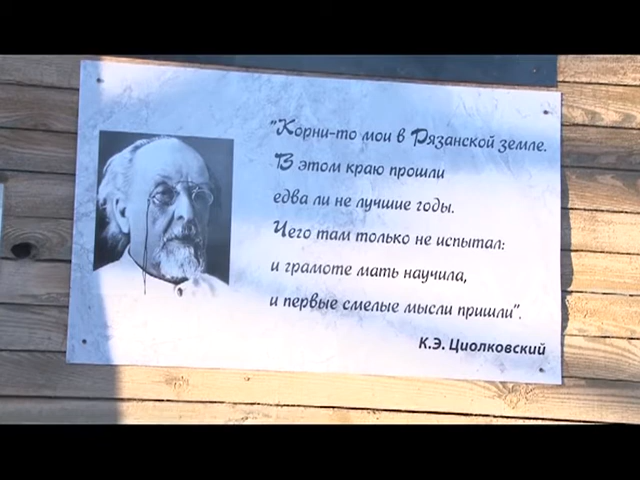 "Корни-то мои в Рязанской земле.
В этом краю прошли
едва ли не лучшие годы.
Чего там только не испытал:
и грамоте мать научила,
и первые смелые мысли пришли".
К.Э. Циолковский